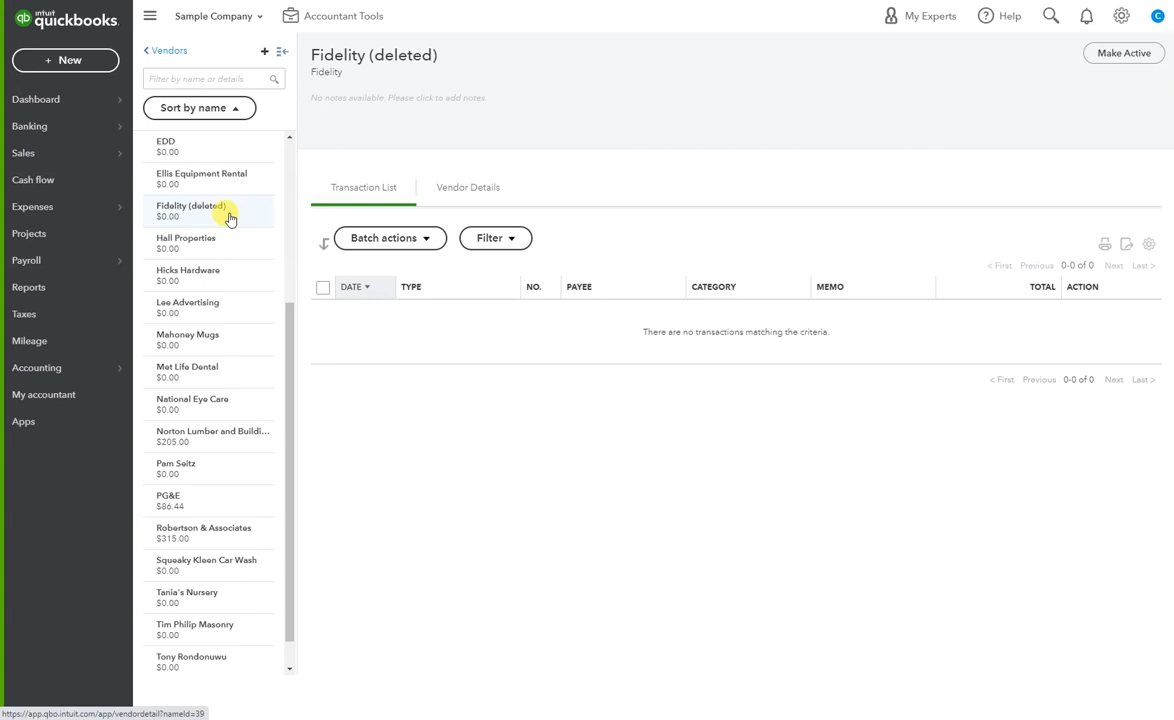 intuit
quickbooks.
Sample Company
Accountant Tools
My Experts
Help
C
+ New
Dashboard
Banking
Sales
Cash flow
Expenses
Projects
Payroll
Reports
Taxes
Mileage
Accounting
My accountant
Apps
Vendors
Filter by name or details
Sort by name
EDD
$0.00
Ellis Equipment Rental
$0.00
Fidelity (deleted)
$0.00
Hall Properties
$0.00
Hicks Hardware
$0.00
Lee Advertising
$0.00
Mahoney Mugs
$0.00
Met Life Dental
$0.00
National Eye Care
$0.00
Norton Lumber and Buildi...
$205.00
Pam Seitz
$0.00
PG&E
$86.44
Robertson & Associates
$315.00
Squeaky Kleen Car Wash
$0.00
Tania's Nursery
$0.00
Tim Philip Masonry
$0.00
Tony Rondonuwu
$0.00
Fidelity (deleted)
Make Active
Fidelity
No notes available. Please click to add notes.
Transaction List
Vendor Details
Batch actions
Filter
< First Previous 0-0 of 0 Next Last >
DATE TYPE NO. PAYEE CATEGORY MEMO TOTAL ACTION
There are no transactions matching the criteria.
< First Previous 0-0 of 0 Next Last >
https://app.qbo.intuit.com/app/vendordetail?nameId=39